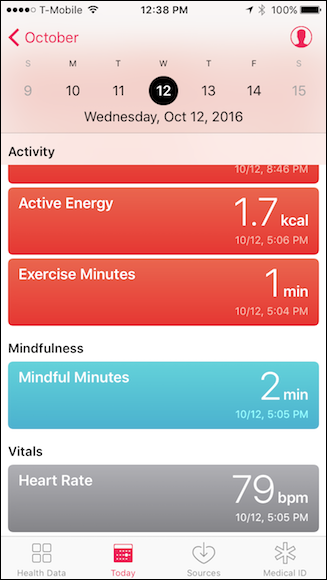 T-Mobile 12:38 PM 100%
October
S M T W T F S
9 10 11 12 13 14 15
Wednesday, Oct 12, 2016
Activity
10/12, 8:46 PM
Active Energy 1.7 kcal
10/12, 5:06 PM
Exercise Minutes 1 min
10/12, 5:04 PM
Mindfulness
Mindful Minutes 2 min
10/12, 5:05 PM
Vitals
Heart Rate 79 bpm
10/12, 5:05 PM
Health Data Today Sources Medical ID